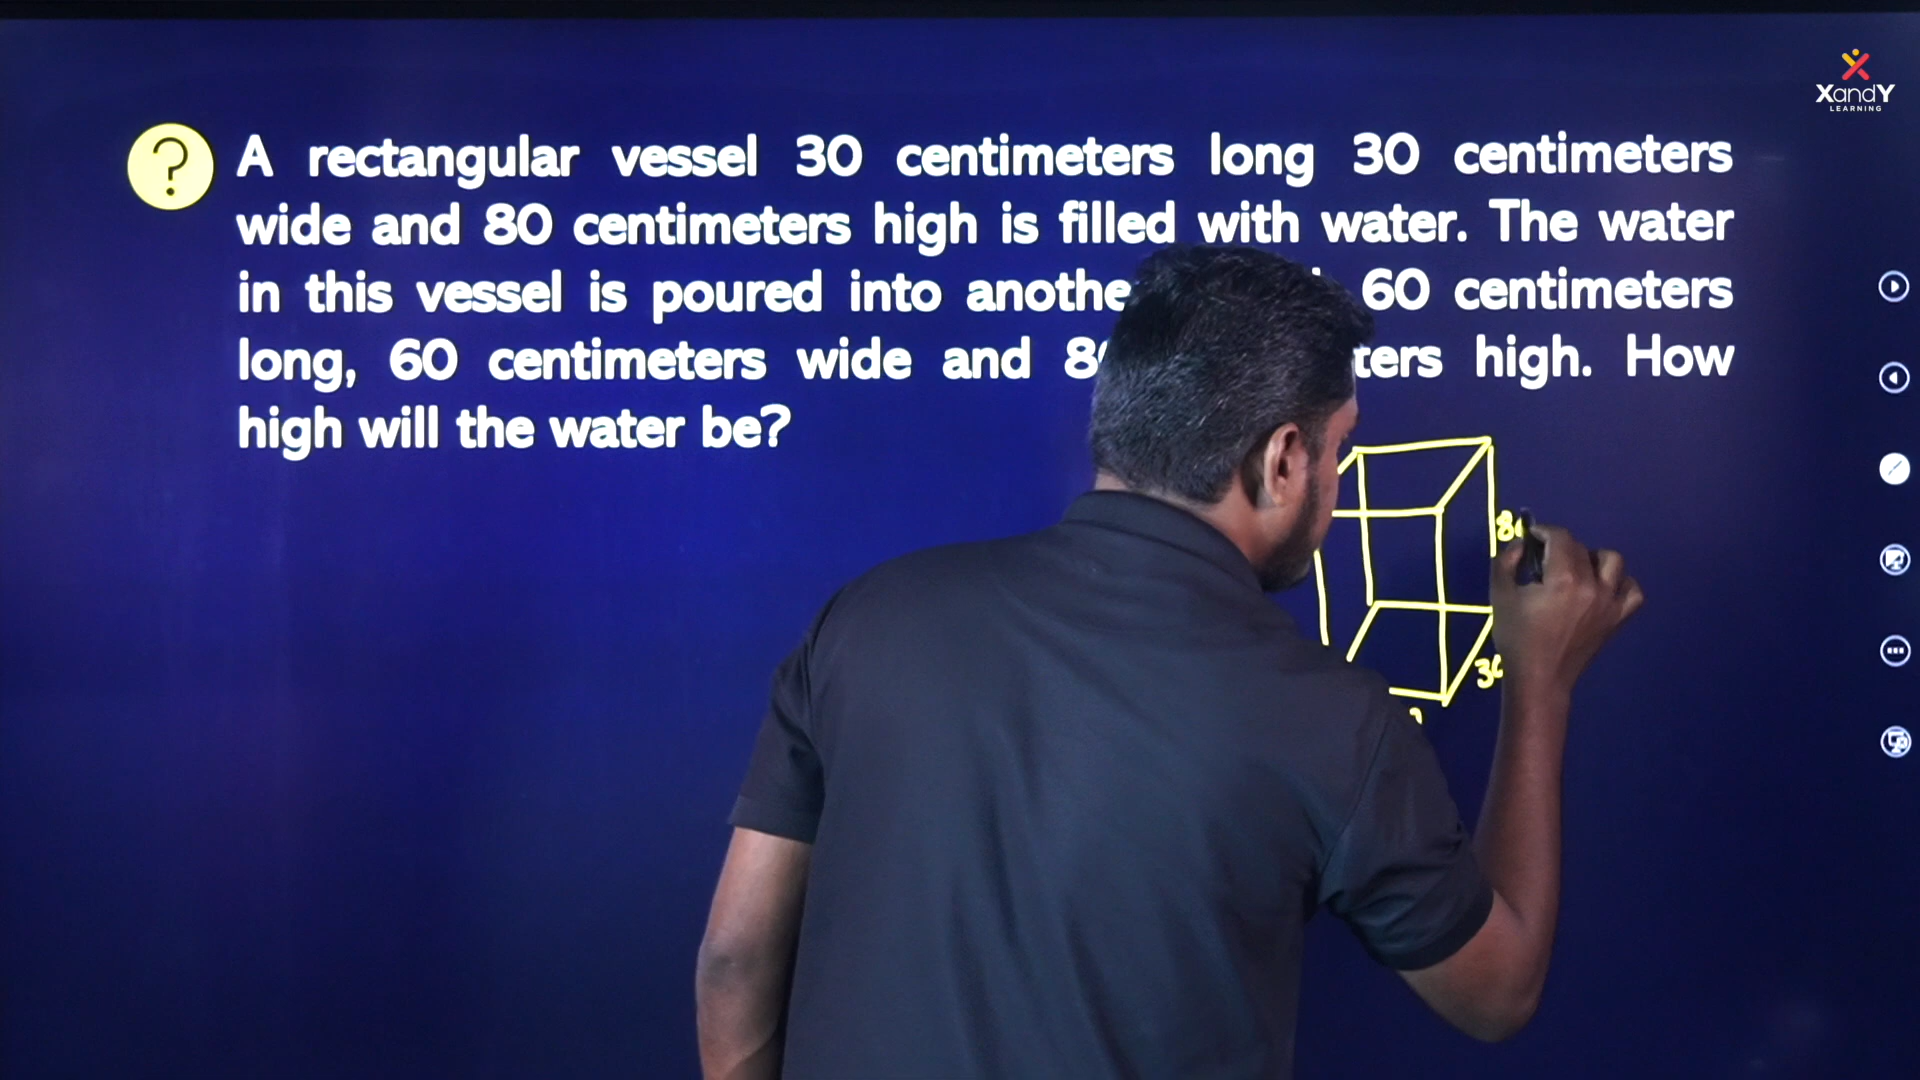 XandY
LEARNING
? A rectangular vessel 30 centimeters long 30 centimeters
wide and 80 centimeters high is filled with water. The water
in this vessel is poured into 60 centimeters
long, 60 centimeters wide and high. How
high will the water be?